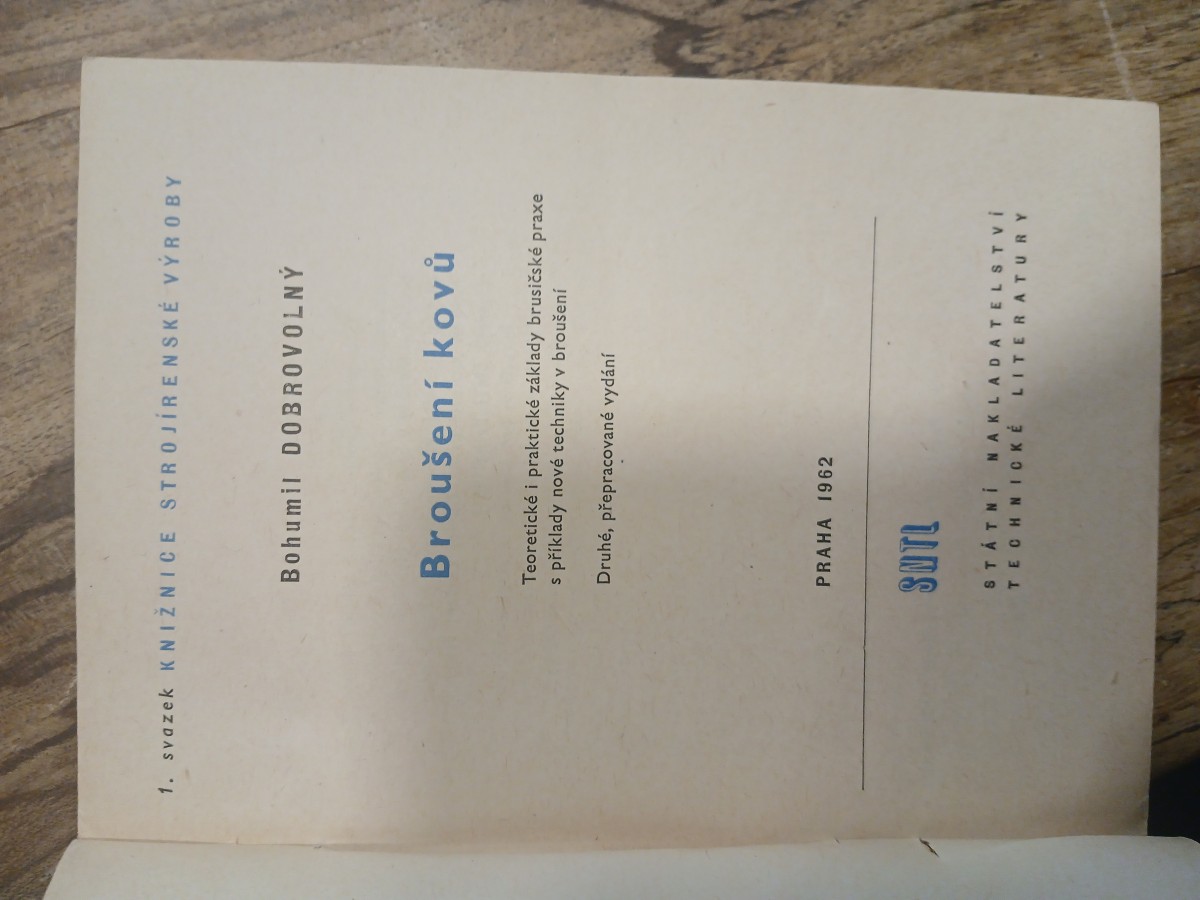 1. svazek KNIŽNICE STROJÍRENSKÉ VÝROBY
Bohumil DOBROVOLNÝ
Broušení kovů
Teoretické i praktické základy brusičské praxe
s příklady nové techniky v broušení
Druhé, přepracované vydání
PRAHA 1962
SNTL
STÁTNÍ NAKLADATELSTVÍ
TECHNICKÉ LITERATURY